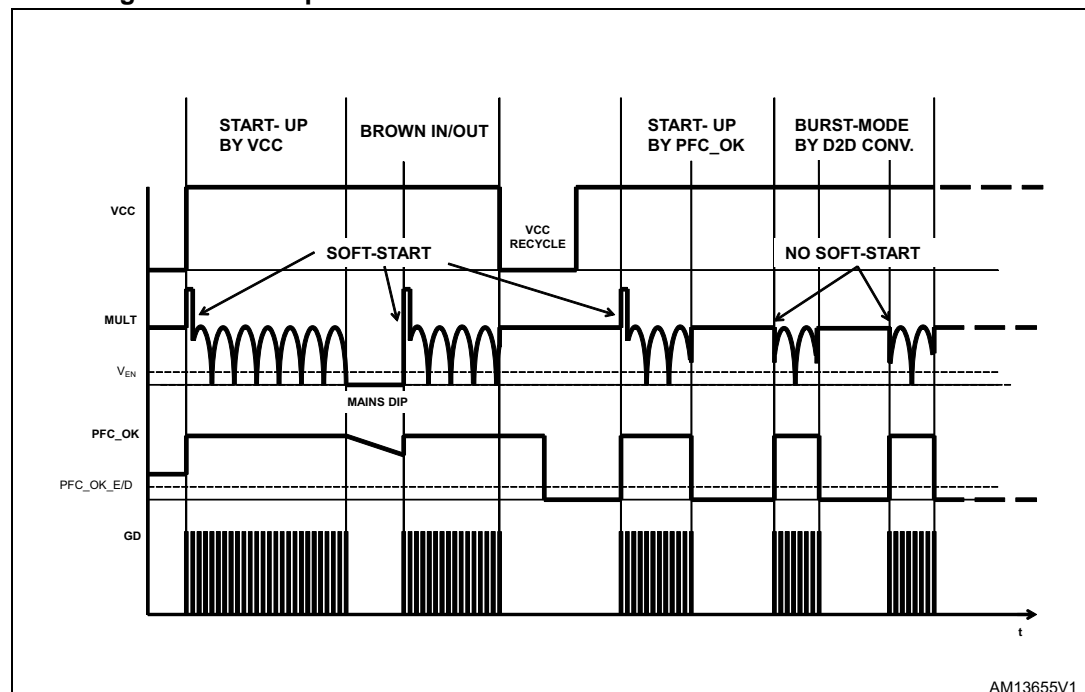 START- UP
BY VCC
BROWN IN/OUT
START- UP
BY PFC_OK
BURST-MODE
BY D2D CONV.
VCC
VCC
RECYCLE
SOFT-START
NO SOFT-START
MULT
VEN
MAINS DIP
PFC_OK
PFC_OK_E/D
GD
t
AM13655V1